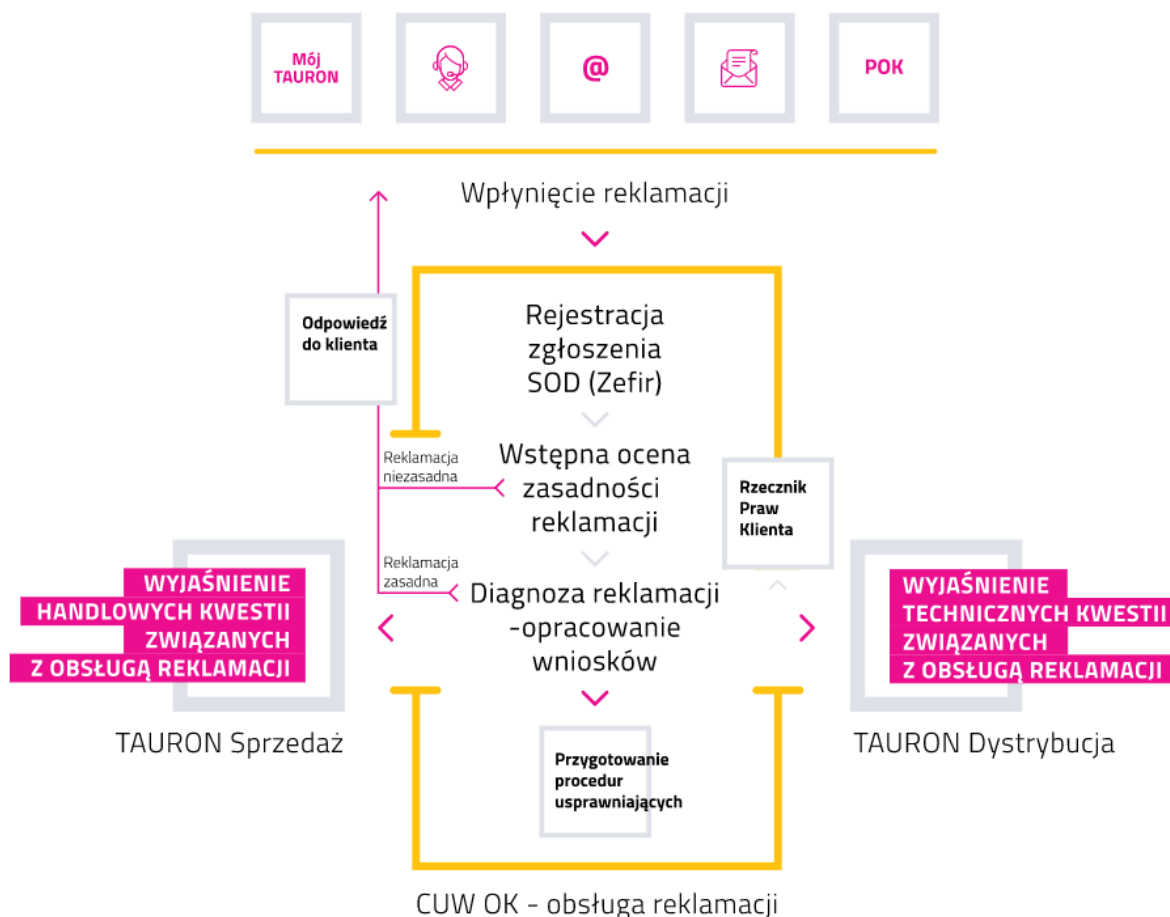 Mój
TAURON
@
POK
Wpłynięcie reklamacji
Odpowiedź
do klienta
Rejestracja
zgłoszenia
SOD (Zefir)
Reklamacja
niezasadna
Wstępna ocena
zasadności
reklamacji
Rzecznik
Praw
Klienta
Reklamacja
zasadna
Diagnoza reklamacji
-opracowanie
wniosków
WYJAŚNIENIE
HANDLOWYCH KWESTII
ZWIĄZANYCH
Z OBSŁUGĄ REKLAMACJI
WYJAŚNIENIE
TECHNICZNYCH KWESTII
ZWIĄZANYCH
Z OBSŁUGĄ REKLAMACJI
TAURON Sprzedaż
TAURON Dystrybucja
Przygotowanie
procedur
usprawniających
CUW OK - obsługa reklamacji